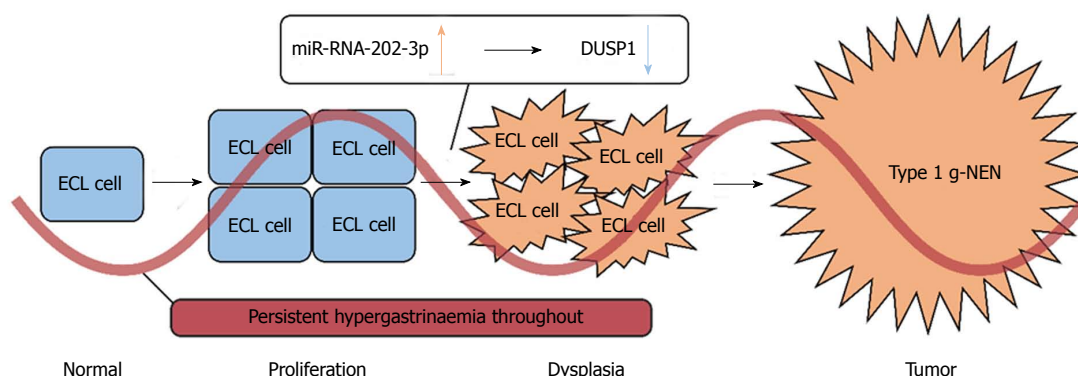 miR-RNA-202-3p DUSP1
ECL cell
ECL cell ECL cell
ECL cell ECL cell
ECL cell ECL cell
ECL cell ECL cell
Type 1 g-NEN
Persistent hypergastrinaemia throughout
Normal Proliferation Dysplasia Tumor